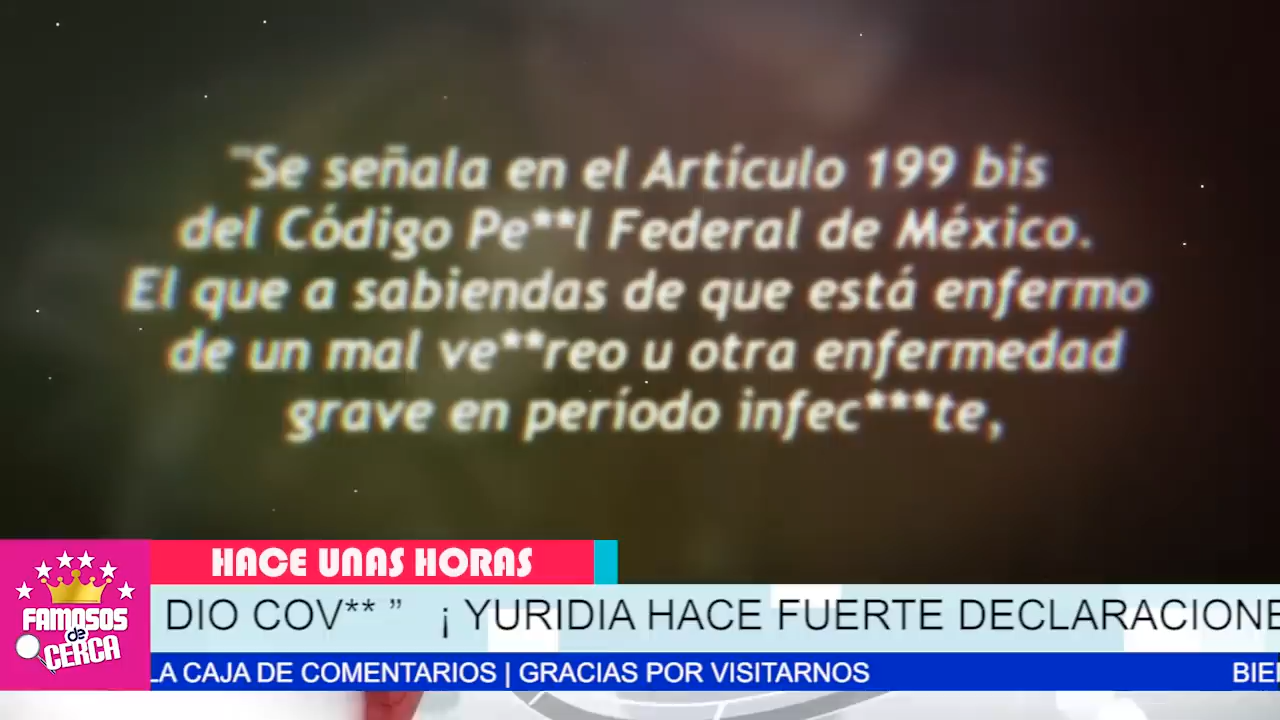 "Se señala en el Artículo 199 bis
del Código Pe**l Federal de México.
El que a sabiendas de que está enfermo
de un mal ve**reo u otra enfermedad
grave en período infec***te,
HACE UNAS HORAS
DIO COV** ” ¡ YURIDIA HACE FUERTE DECLARACIONE
FAMOSOS
de
CERCA
LA CAJA DE COMENTARIOS | GRACIAS POR VISITARNOS BIE